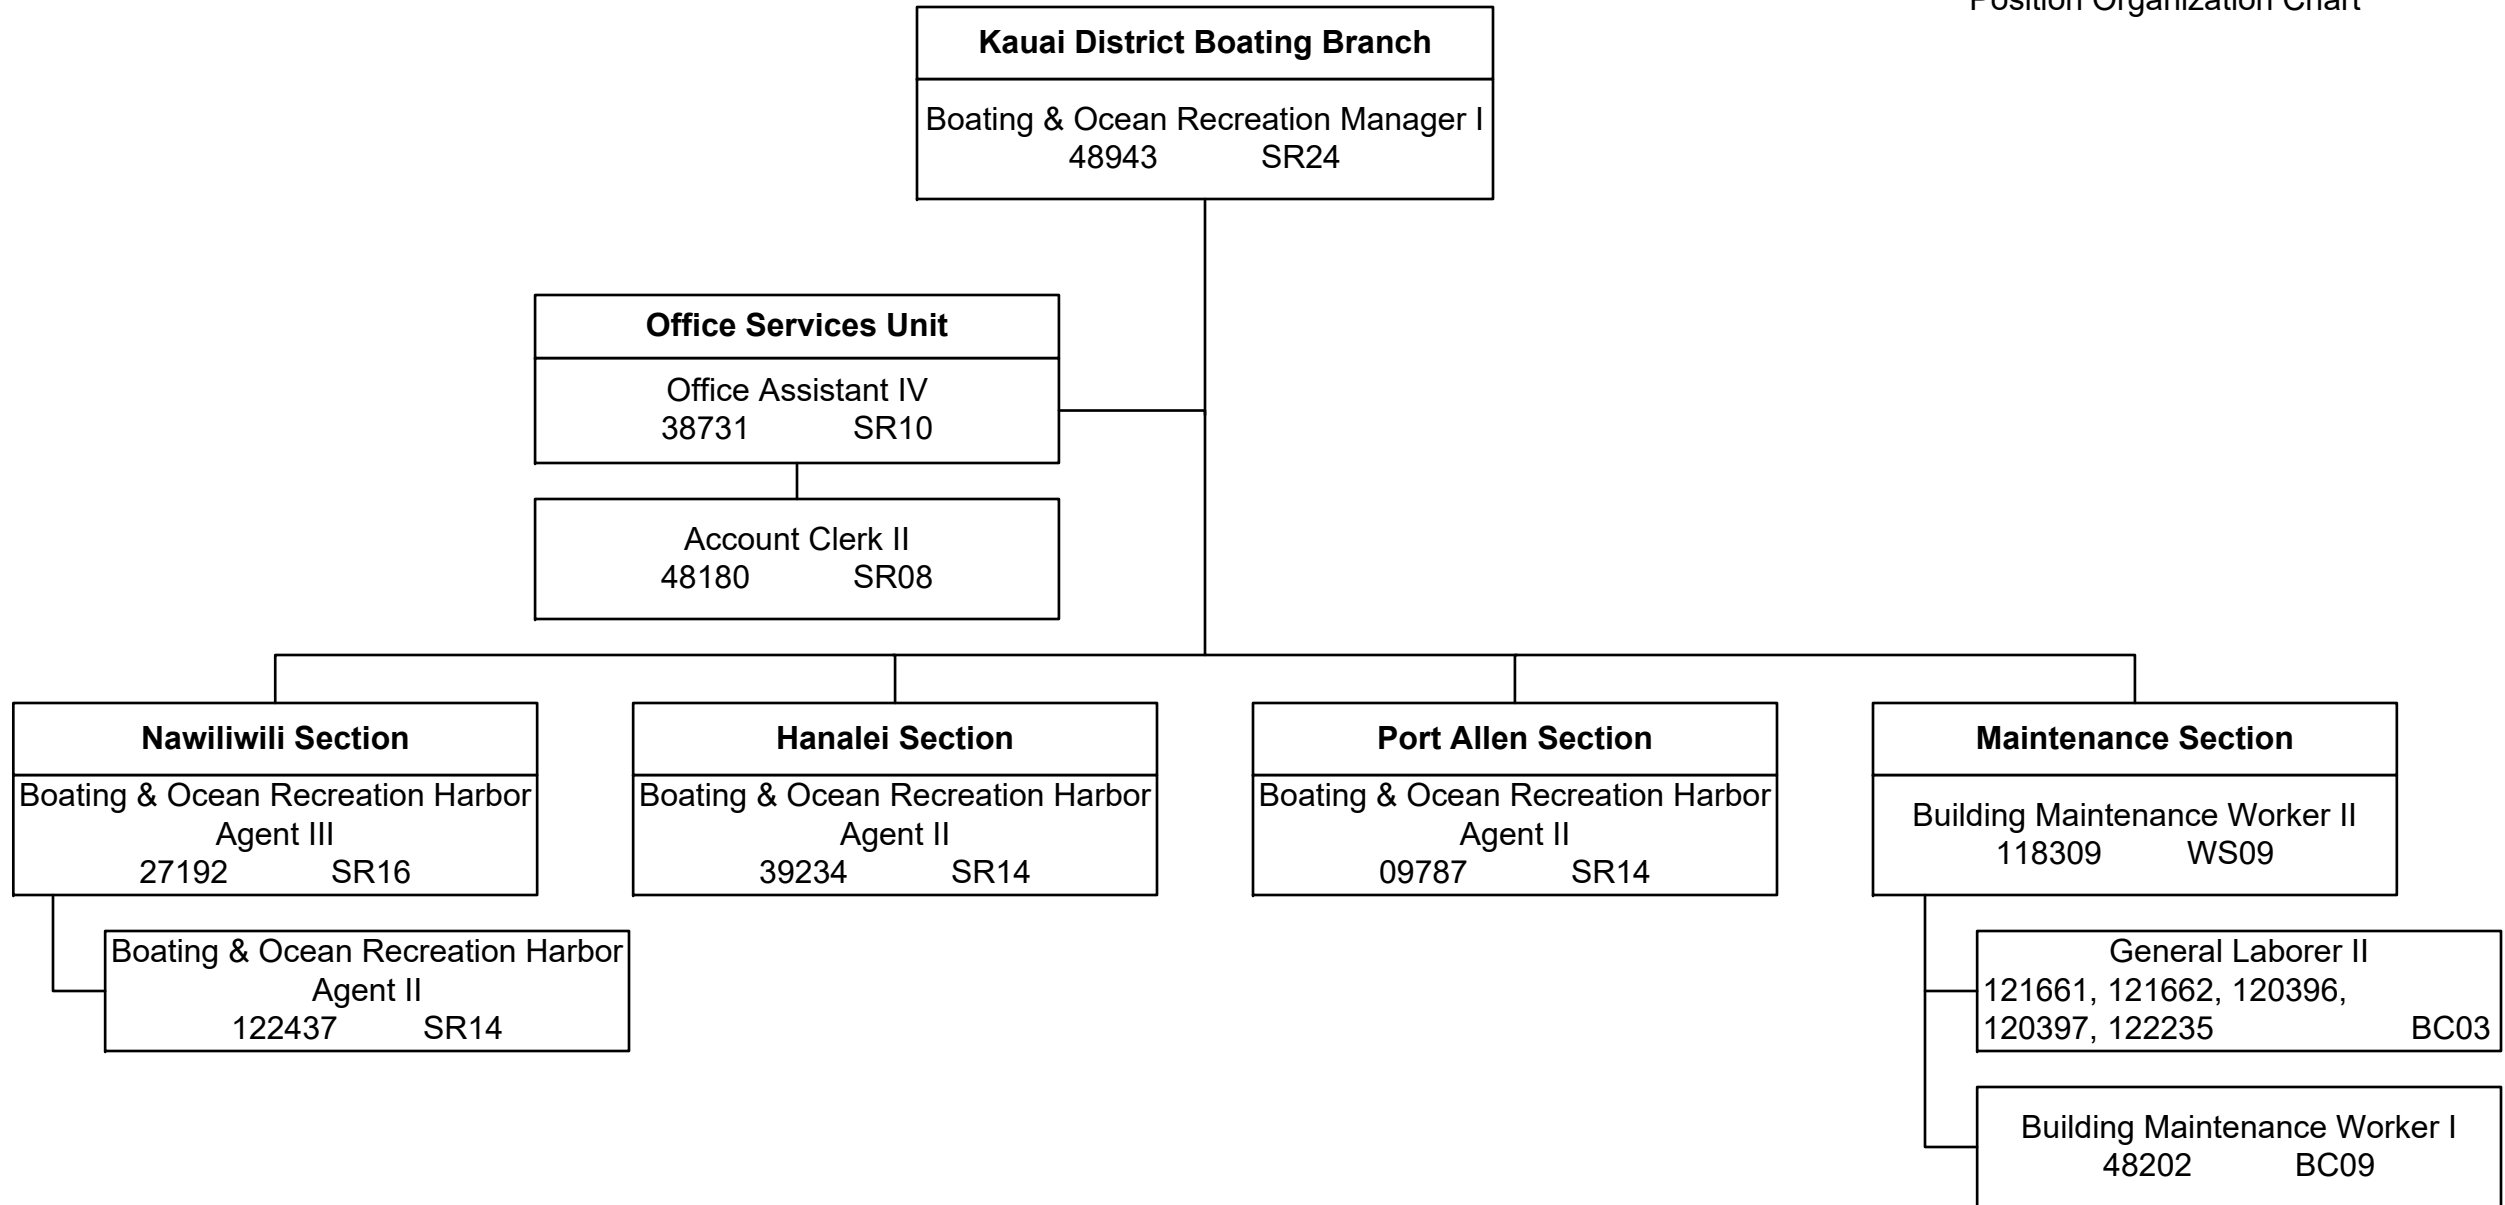 Position Organization Chart
Kauai District Boating Branch
Boating & Ocean Recreation Manager I
48943 SR24
Office Services Unit
Office Assistant IV
38731 SR10
Account Clerk II
48180 SR08
Nawiliwili Section
Boating & Ocean Recreation Harbor
Agent III
27192 SR16
Boating & Ocean Recreation Harbor
Agent II
122437 SR14
Hanalei Section
Boating & Ocean Recreation Harbor
Agent II
39234 SR14
Port Allen Section
Boating & Ocean Recreation Harbor
Agent II
09787 SR14
Maintenance Section
Building Maintenance Worker II
118309 WS09
General Laborer II
121661, 121662, 120396,
120397, 122235 BC03
Building Maintenance Worker I
48202 BC09